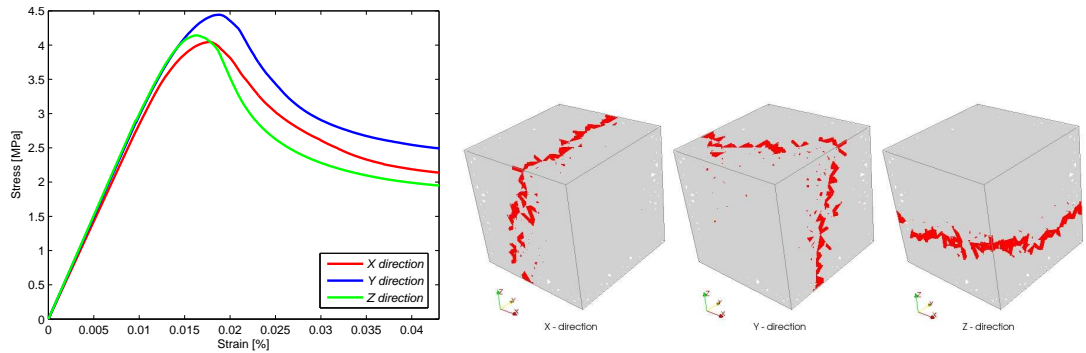 4.5
4
3.5
3
2.5
2
1.5
1
0.5
0
Stress [MPa]
0 0.005 0.01 0.015 0.02 0.025 0.03 0.035 0.04
Strain [%]
X direction
Y direction
Z direction
Z Y X
X - direction
Z Y X
Y - direction
Z Y X
Z - direction